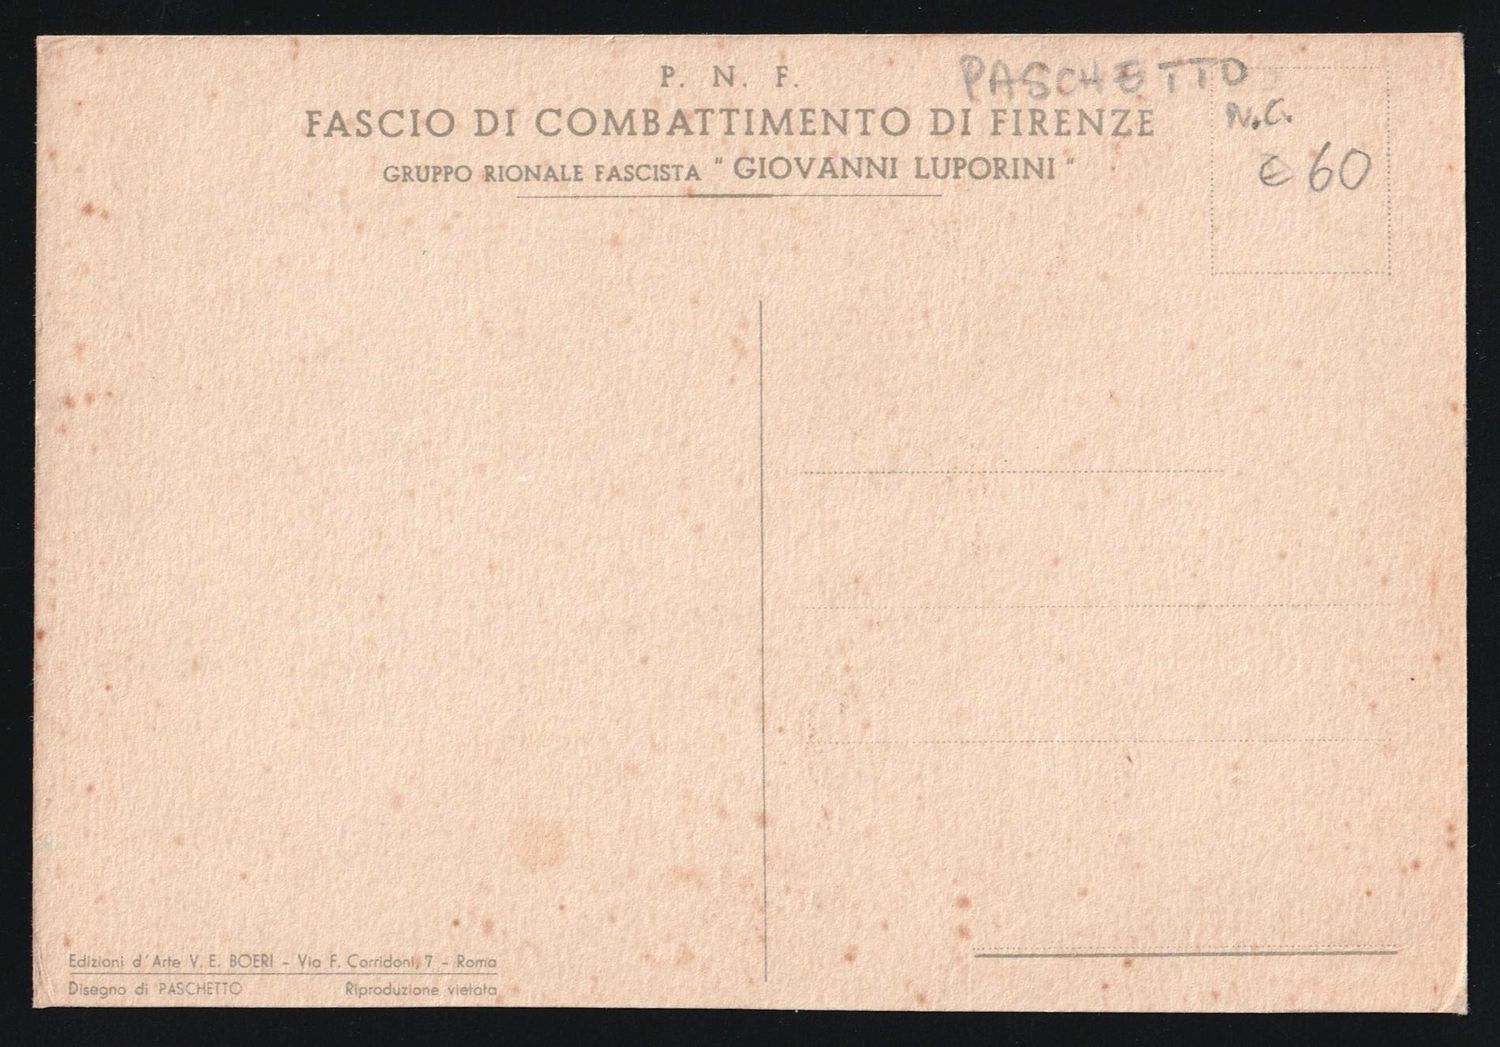 P. N. F.
PASCHETTO
FASCIO DI COMBATTIMENTO DI FIRENZE
N.G.
GRUPPO RIONALE FASCISTA "GIOVANNI LUPORINI"
€ 60
Edizioni d'Arte V. E. BOERI - Via F. Corridoni, 7 - Roma
Disegno di PASCHETTO Riproduzione vietata